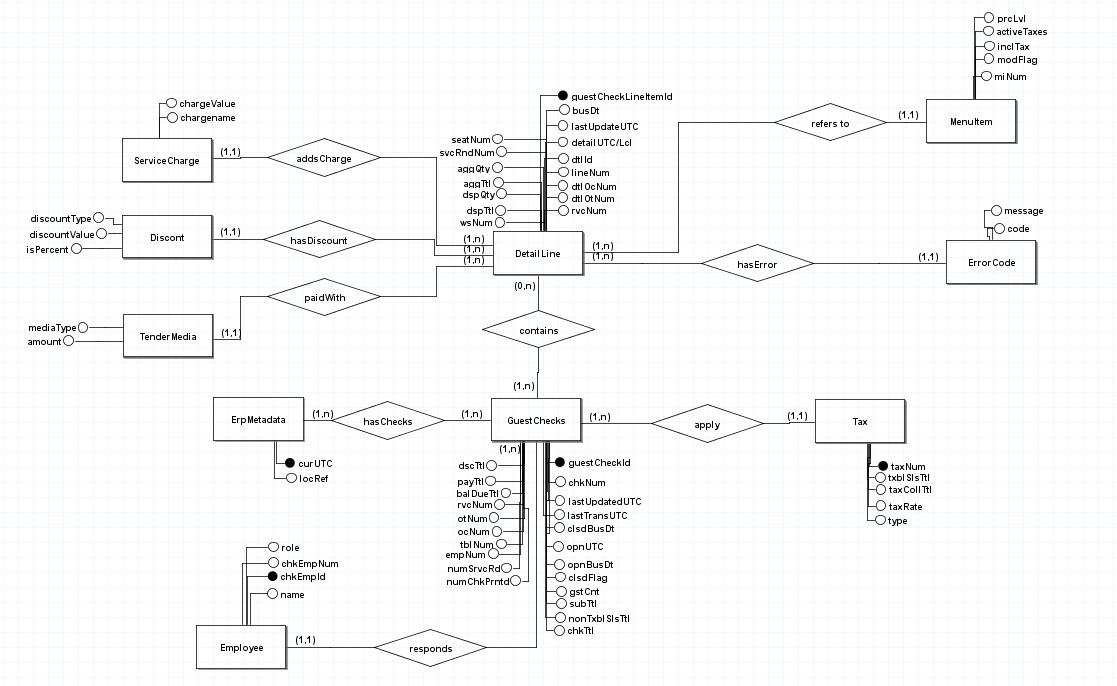 prcLvl
activeTaxes
inclTax
modFlag
miNum
MenuItem
(1,1)
refers to
guestCheckLineItemId
busDt
lastUpdateUTC
detailUTC/Lcl
dtlId
lineNum
dtlOcNum
dtlOtNum
rvcNum
seatNum
svcRndNum
aggQty
aggTtl
dspQty
dspTtl
wsNum
chargeValue
chargename
ServiceCharge
(1,1)
addsCharge
discountType
discountValue
isPercent
Discont
(1,1)
hasDiscount
(1,n)
(1,n)
(1,n)
DetailLine
(1,n)
(1,n)
hasError
(1,1)
message
code
ErrorCode
mediaType
amount
TenderMedia
(1,1)
paidWith
(0,n)
contains
(1,n)
ErpMetadata
(1,n)
hasChecks
(1,n)
GuestChecks
(1,n)
apply
(1,1)
Tax
curUTC
locRef
(1,n)
dscTtl
payTtl
balDueTtl
rvcNum
otNum
ocNum
tblNum
empNum
numSrvcRd
numChkPrntd
guestCheckId
chkNum
lastUpdatedUTC
lastTransUTC
clsdBusDt
opnUTC
opnBusDt
clsdFlag
gstCnt
subTtl
nonTxblSlsTtl
chkTtl
taxNum
txblSlsTtl
taxCollTtl
taxRate
type
role
chkEmpNum
chkEmpId
name
Employee
(1,1)
responds